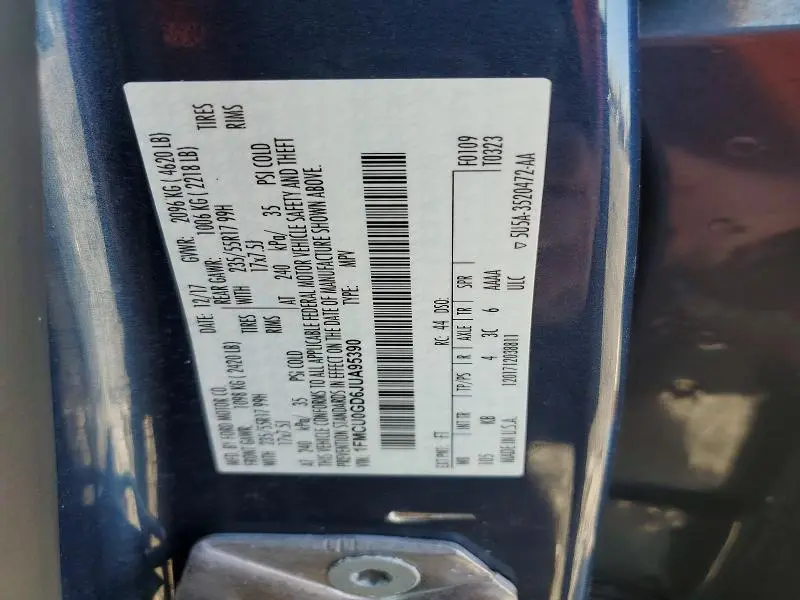 MFD. BY FORD MOTOR CO.
DATE: 12/17 GVWR: 2096 KG ( 4620 LB)
FRONT GAWR: 1098 KG ( 2420 LB) REAR GAWR: 1006 KG ( 2218 LB)
WITH 235/55R17 99H TIRES WITH 235/55R17 99H TIRES
17x7.5J RIMS 17x7.5J RIMS
AT 240 kPa/ 35 PSI COLD AT 240 kPa/ 35 PSI COLD
THIS VEHICLE CONFORMS TO ALL APPLICABLE FEDERAL MOTOR VEHICLE SAFETY AND THEFT
PREVENTION STANDARDS IN EFFECT ON THE DATE OF MANUFACTURE SHOWN ABOVE.
VIN: 1FMCU0GD6JUA95390 TYPE: MPV
F0109
T0323
EXT PNT: FT RC: 44 DSO:
WB INT TR TP/PS R AXLE TR SPR
105 KB 4 3C 6 AAAA
MADE IN U.S.A. 1201712038811 ULC
5U5A-3520472-AA